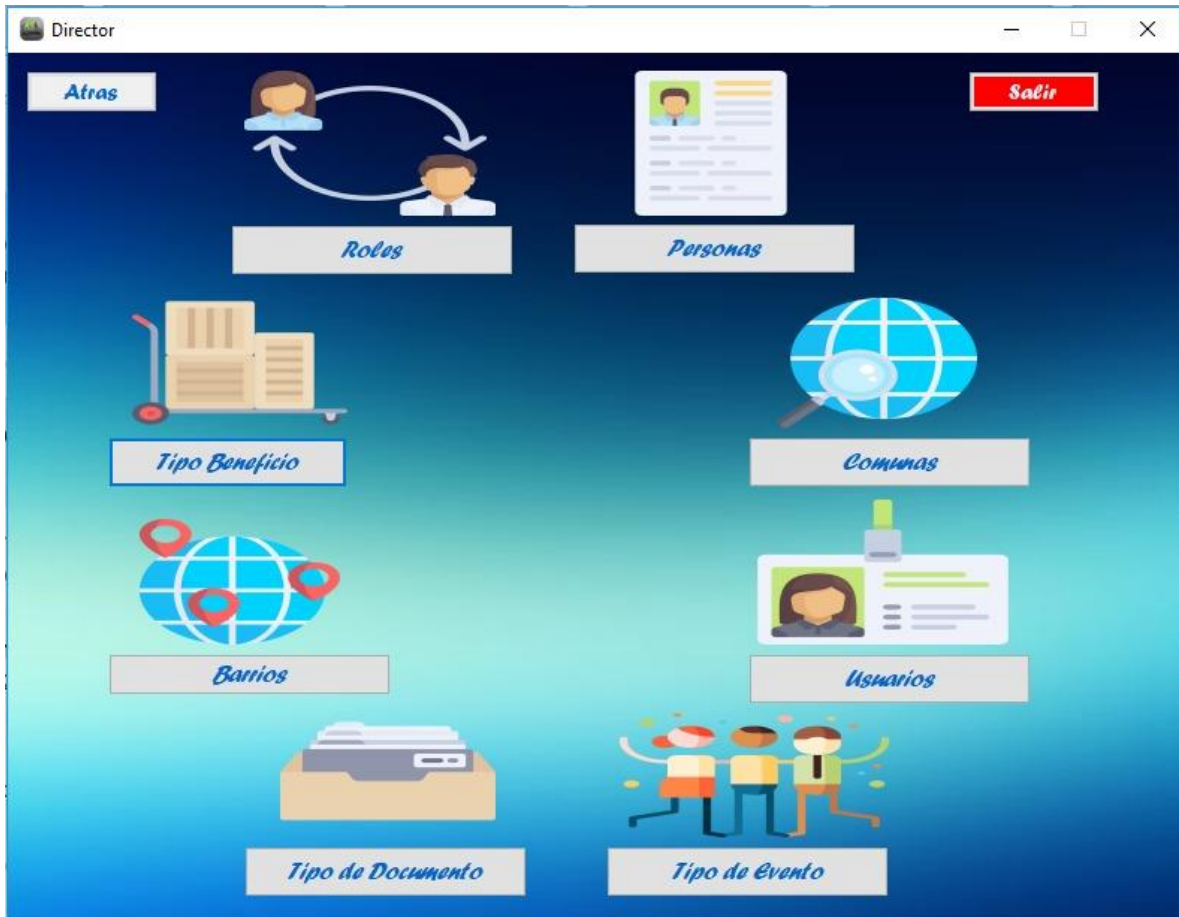 Director
Atras
Salir
Roles
Personas
Tipo Beneficio
Comunas
Barrios
Usuarios
Tipo de Documento
Tipo de Evento